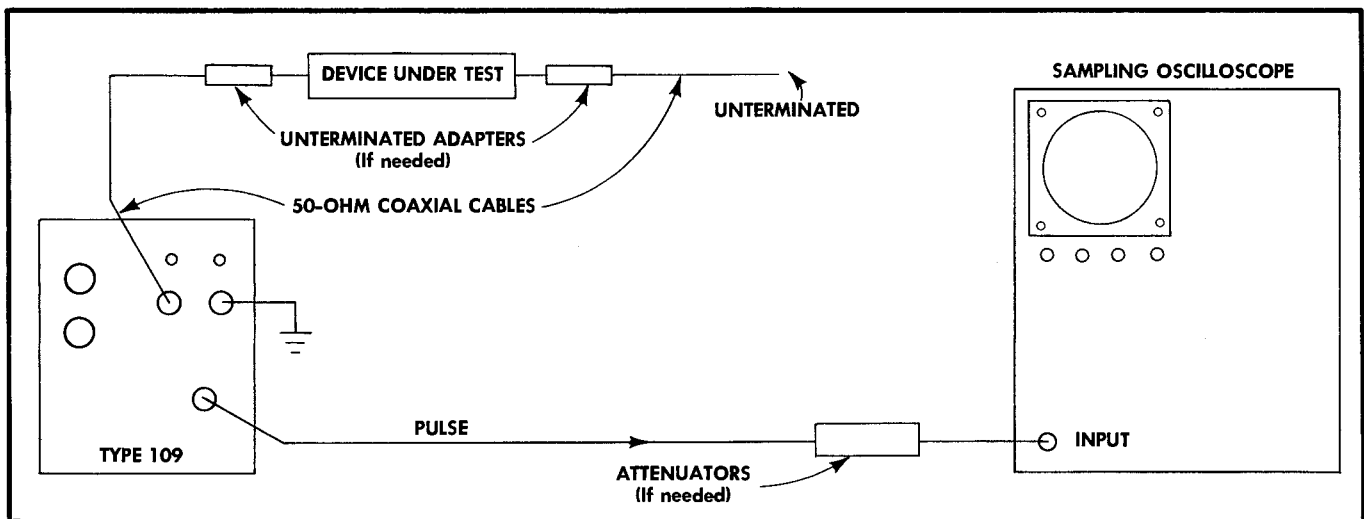 DEVICE UNDER TEST
SAMPLING OSCILLOSCOPE
UNTERMINATED
UNTERMINATED ADAPTERS
(If needed)
50-OHM COAXIAL CABLES
PULSE
INPUT
TYPE 109
ATTENUATORS
(If needed)